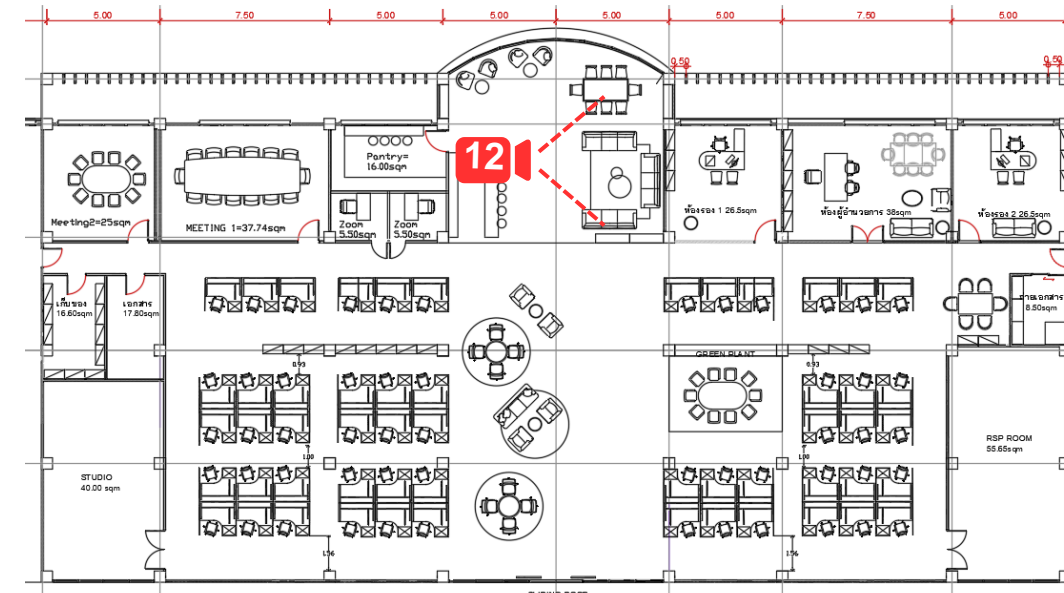 5.00 7.50 5.00 5.00 5.00 5.00 7.50 5.00
0.50 0.50
12
Pantry=
16.00sqm
Meeting2=25sqm
MEETING 1=37.74sqm
Zoom
5.50sqm
Zoom
5.50sqm
ห้องรอง 1 26.5sqm
ห้องผู้อำนวยการ 38sqm
ห้องรอง 2 26.5sqm
เก็บของ
16.60sqm
เอกสาร
17.80sqm
8.50sqm
0.93
GREEN PLANT
0.93
1.00
1.00
STUDIO
40.00 sqm
RSP ROOM
55.65sqm
1.56
1.56